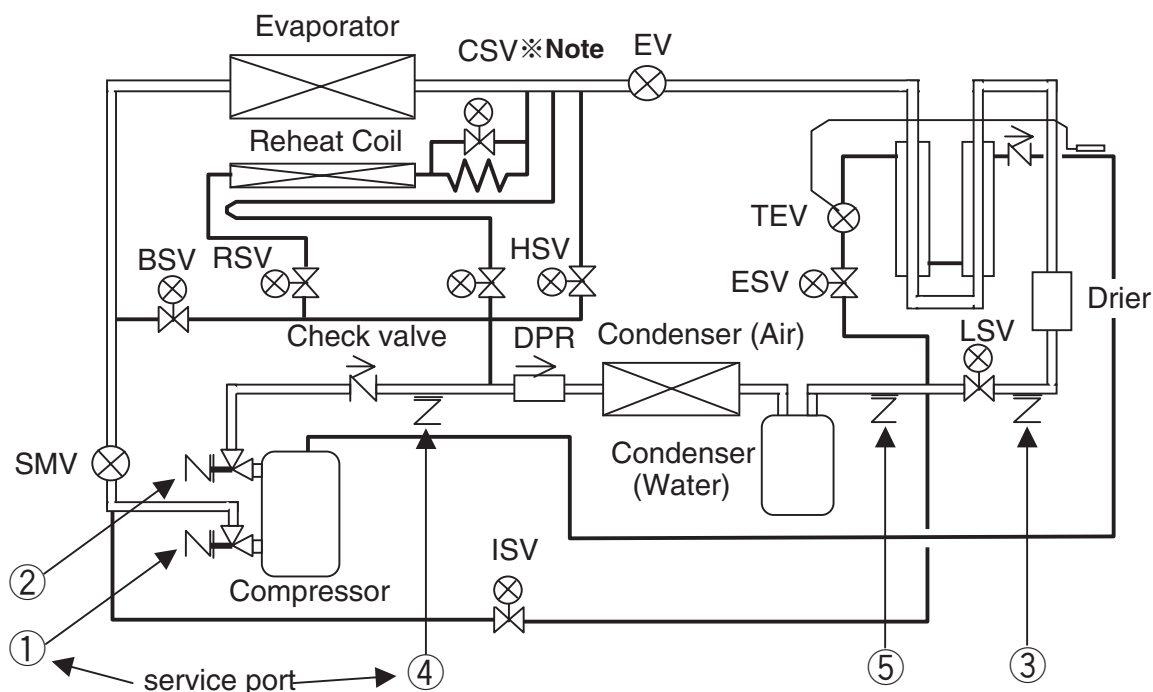 Evaporator
CSV※Note
EV
Reheat Coil
TEV
BSV
RSV
HSV
ESV
Drier
Check valve
DPR
Condenser (Air)
LSV
SMV
Condenser
(Water)
②
ISV
Compressor
①
service port
④
⑤
③